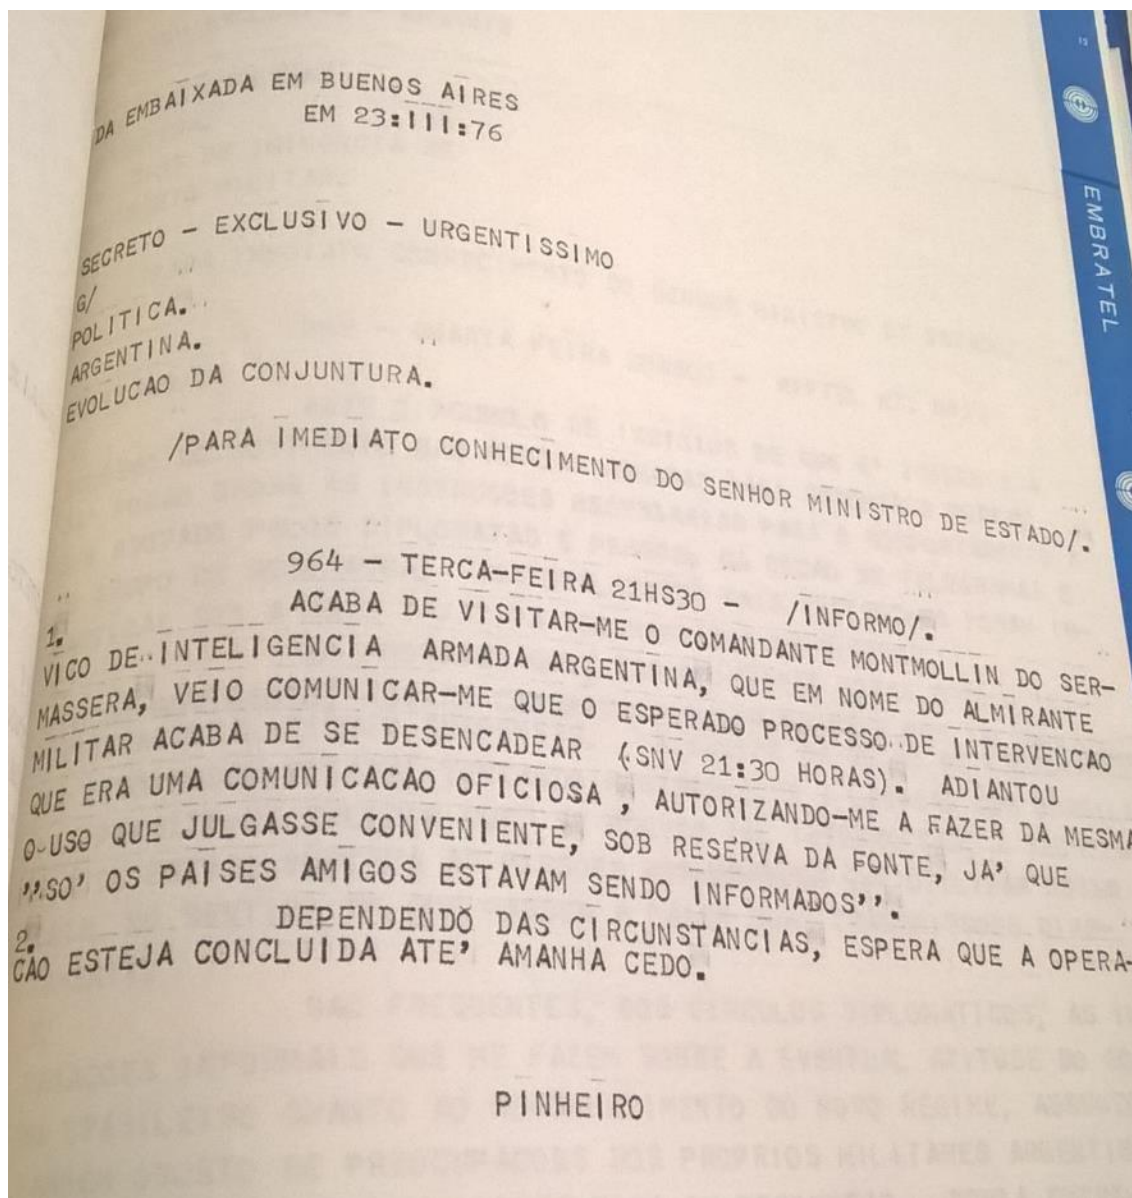 DA EMBAIXADA EM BUENOS AIRES
EM 23:III:76
SECRETO - EXCLUSIVO - URGENTISSIMO
G/
POLITICA.
ARGENTINA.
EVOLUCAO DA CONJUNTURA.
/PARA IMEDIATO CONHECIMENTO DO SENHOR MINISTRO DE ESTADO/.
964 - TERCA-FEIRA 21HS30 - /INFORMO/.
1. ACABA DE VISITAR-ME O COMANDANTE MONTMOLLIN DO SER-
VICO DE INTELIGENCIA ARMADA ARGENTINA, QUE EM NOME DO ALMIRANTE
MASSERA, VEIO COMUNICAR-ME QUE O ESPERADO PROCESSO DE INTERVENCAO
MILITAR ACABA DE SE DESENCADEAR (SNV 21:30 HORAS). ADIANTOU
QUE ERA UMA COMUNICACAO OFICIOSA , AUTORIZANDO-ME A FAZER DA MESMA
O USO QUE JULGASSE CONVENIENTE, SOB RESERVA DA FONTE, JA' QUE
''SO' OS PAISES AMIGOS ESTAVAM SENDO INFORMADOS''.
2. DEPENDENDO DAS CIRCUNSTANCIAS, ESPERA QUE A OPERA-
CAO ESTEJA CONCLUIDA ATE' AMANHA CEDO.
PINHEIRO
EMBRATEL